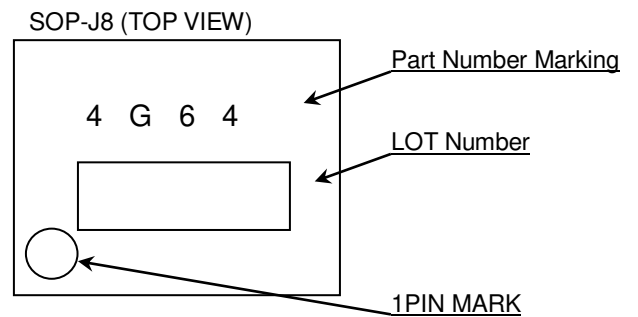 SOP-J8 (TOP VIEW)
Part Number Marking
4 G 6 4
LOT Number
1PIN MARK